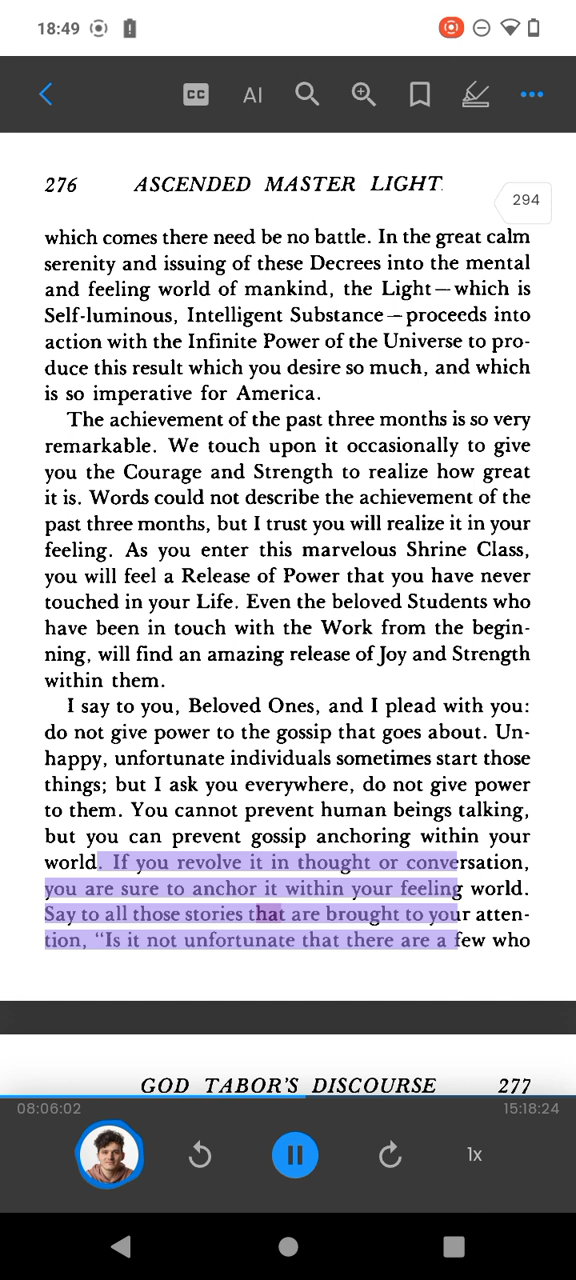 18:49
CC
AI
276 ASCENDED MASTER LIGHT
294
which comes there need be no battle. In the great calm
serenity and issuing of these Decrees into the mental
and feeling world of mankind, the Light—which is
Self-luminous, Intelligent Substance—proceeds into
action with the Infinite Power of the Universe to pro-
duce this result which you desire so much, and which
is so imperative for America.
The achievement of the past three months is so very
remarkable. We touch upon it occasionally to give
you the Courage and Strength to realize how great
it is. Words could not describe the achievement of the
past three months, but I trust you will realize it in your
feeling. As you enter this marvelous Shrine Class,
you will feel a Release of Power that you have never
touched in your Life. Even the beloved Students who
have been in touch with the Work from the begin-
ning, will find an amazing release of Joy and Strength
within them.
I say to you, Beloved Ones, and I plead with you:
do not give power to the gossip that goes about. Un-
happy, unfortunate individuals sometimes start those
things; but I ask you everywhere, do not give power
to them. You cannot prevent human beings talking,
but you can prevent gossip anchoring within your
world. If you revolve it in thought or conversation,
you are sure to anchor it within your feeling world.
Say to all those stories that are brought to your atten-
tion, “Is it not unfortunate that there are a few who
GOD TABOR'S DISCOURSE 277
08:06:02
15:18:24
1x